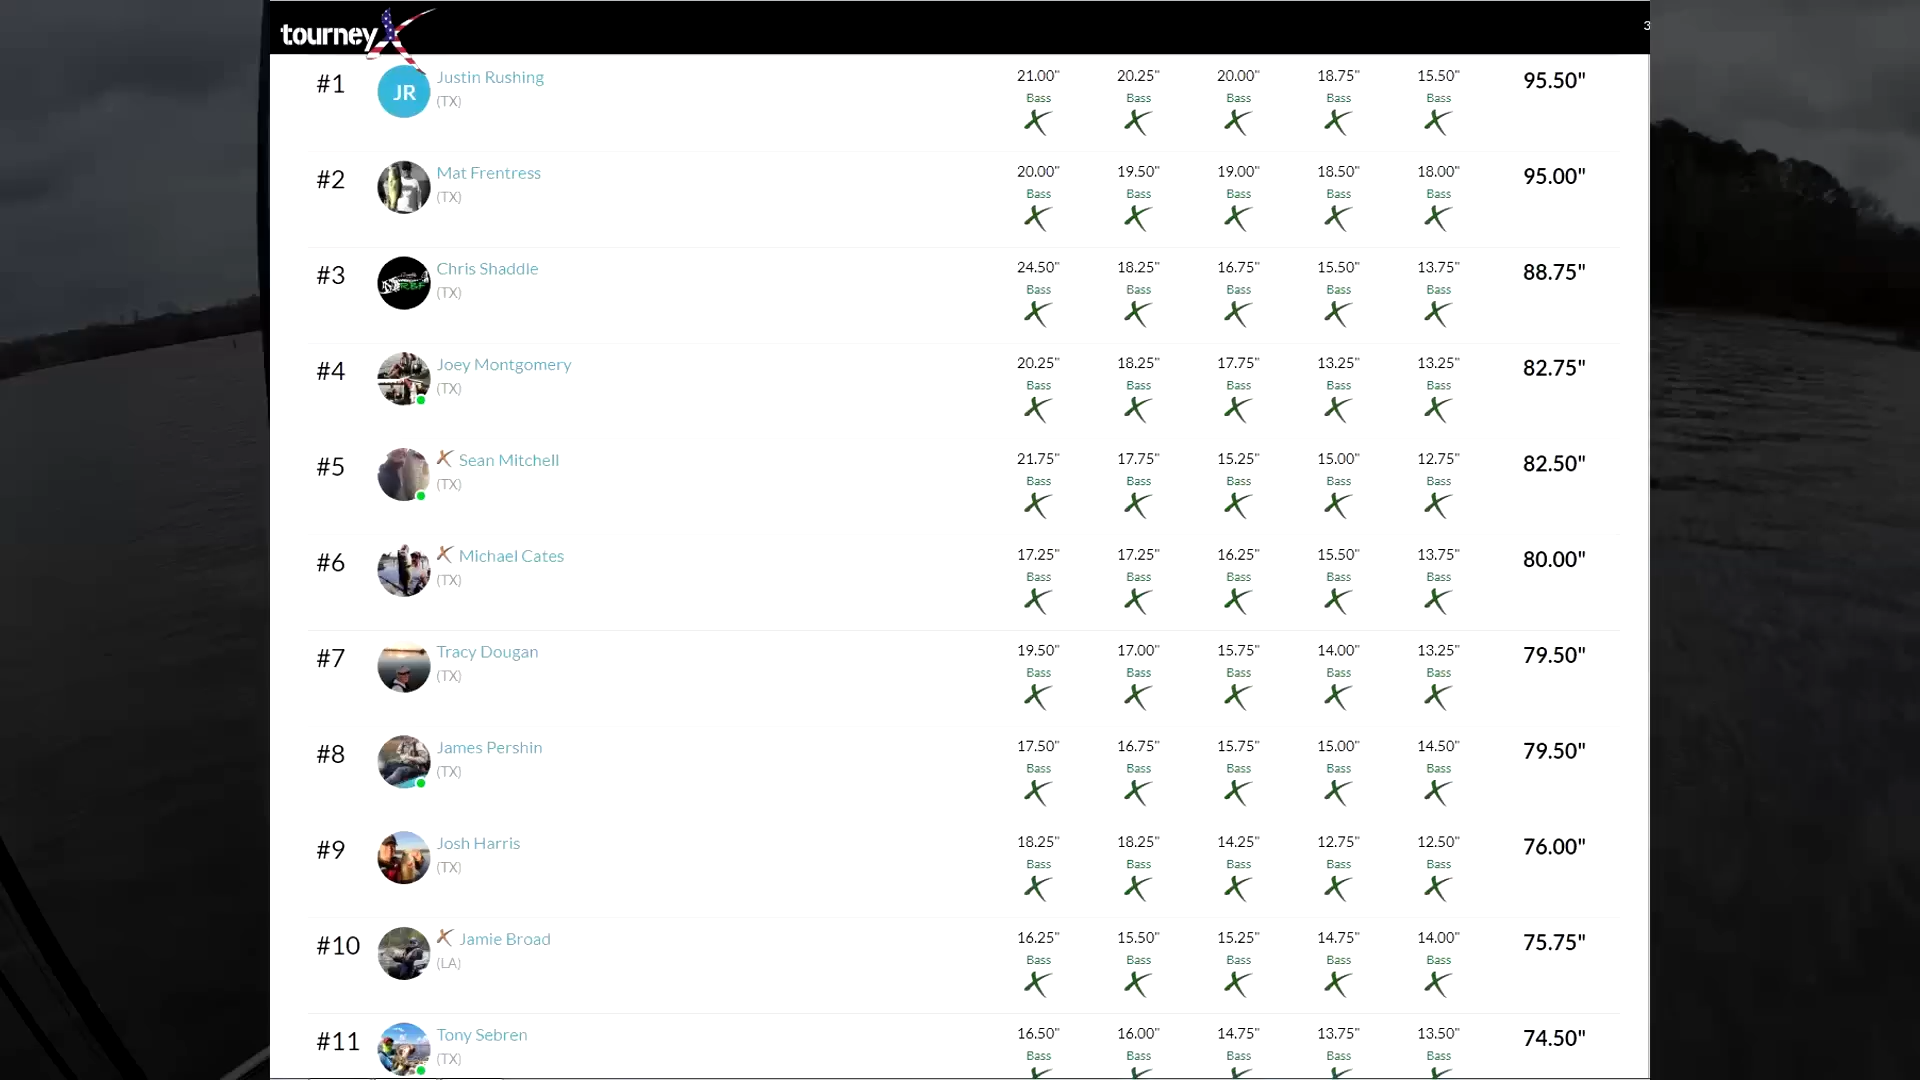 tourneyX
3
#1 JR Justin Rushing 21.00" 20.25" 20.00" 18.75" 15.50" 95.50"
(TX) Bass Bass Bass Bass Bass
#2 Mat Frentress 20.00" 19.50" 19.00" 18.50" 18.00" 95.00"
(TX) Bass Bass Bass Bass Bass
#3 Chris Shaddle 24.50" 18.25" 16.75" 15.50" 13.75" 88.75"
(TX) Bass Bass Bass Bass Bass
#4 Joey Montgomery 20.25" 18.25" 17.75" 13.25" 13.25" 82.75"
(TX) Bass Bass Bass Bass Bass
#5 Sean Mitchell 21.75" 17.75" 15.25" 15.00" 12.75" 82.50"
(TX) Bass Bass Bass Bass Bass
#6 Michael Cates 17.25" 17.25" 16.25" 15.50" 13.75" 80.00"
(TX) Bass Bass Bass Bass Bass
#7 Tracy Dougan 19.50" 17.00" 15.75" 14.00" 13.25" 79.50"
(TX) Bass Bass Bass Bass Bass
#8 James Pershin 17.50" 16.75" 15.75" 15.00" 14.50" 79.50"
(TX) Bass Bass Bass Bass Bass
#9 Josh Harris 18.25" 18.25" 14.25" 12.75" 12.50" 76.00"
(TX) Bass Bass Bass Bass Bass
#10 Jamie Broad 16.25" 15.50" 15.25" 14.75" 14.00" 75.75"
(LA) Bass Bass Bass Bass Bass
#11 Tony Sebren 16.50" 16.00" 14.75" 13.75" 13.50" 74.50"
(TX) Bass Bass Bass Bass Bass